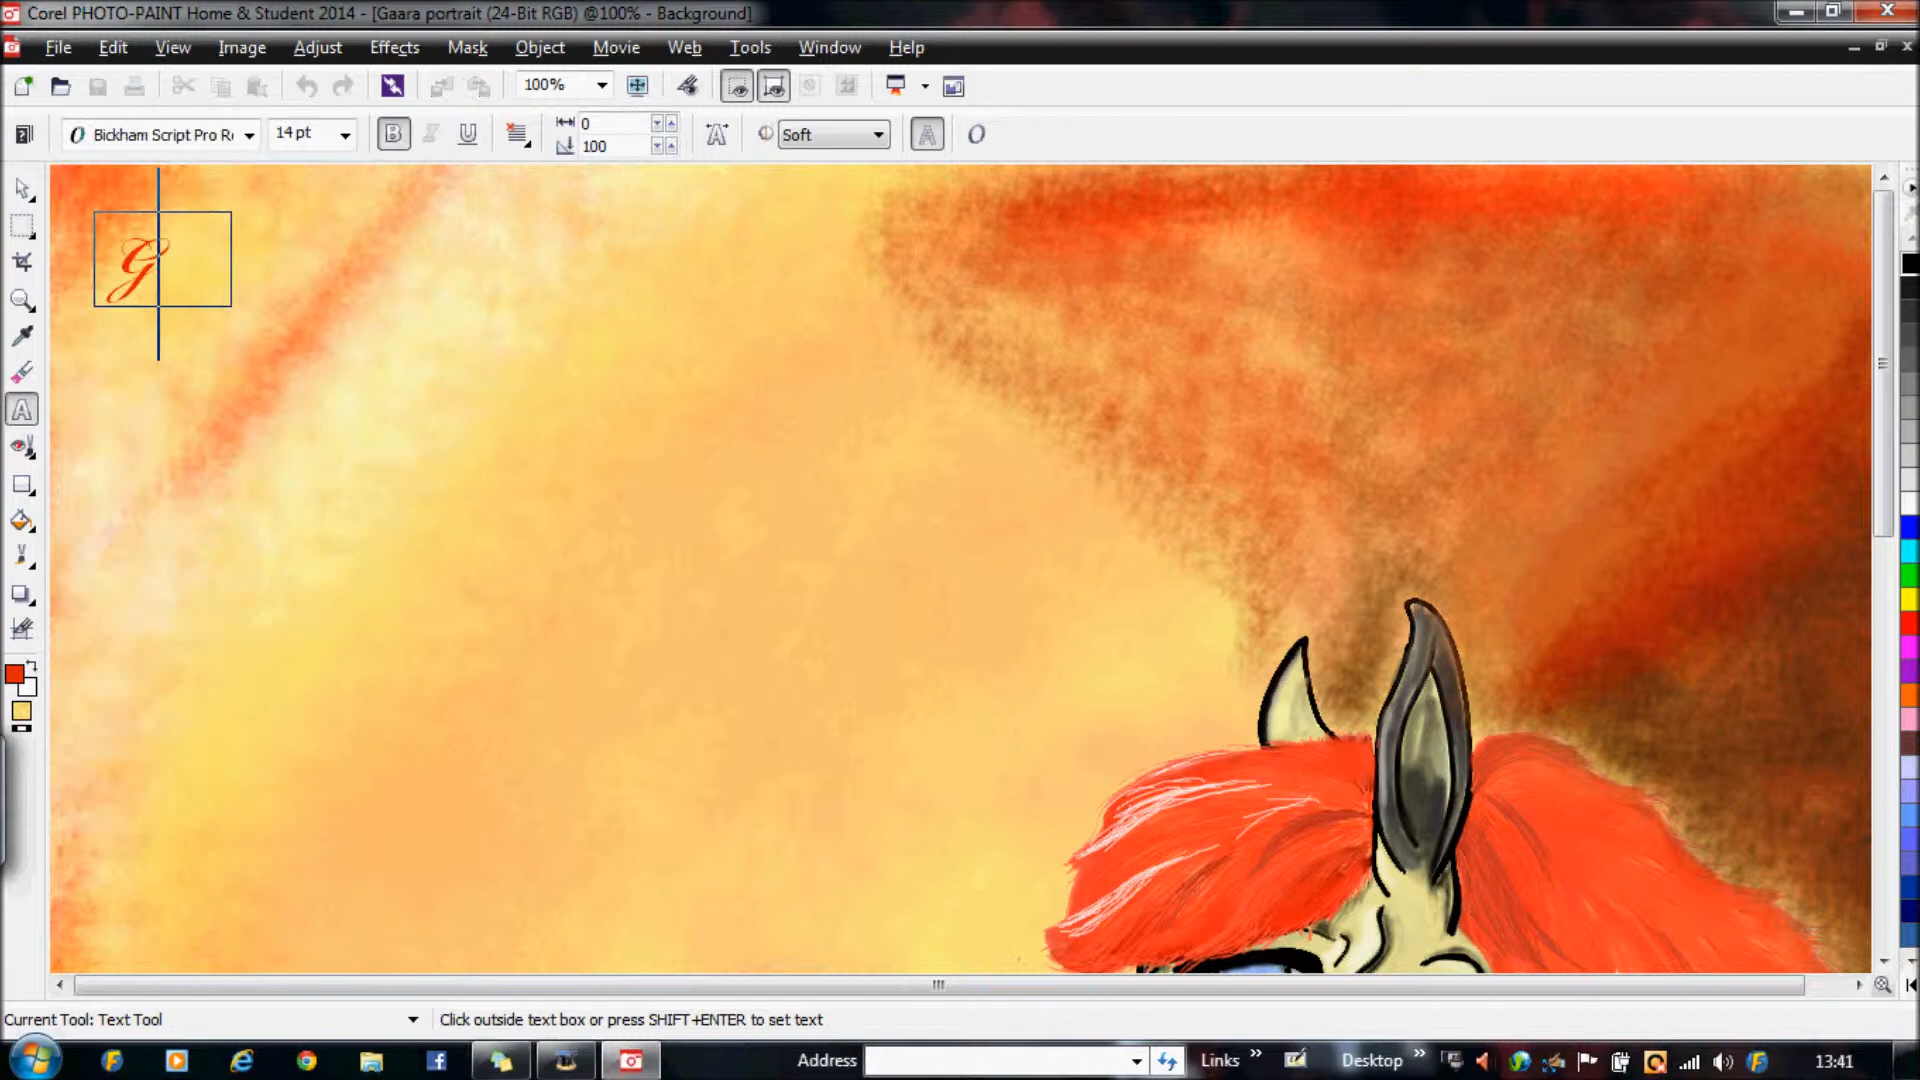 Corel PHOTO-PAINT Home & Student 2014 - [Gaara portrait (24-Bit RGB) @100% - Background]
File Edit View Image Adjust Effects Mask Object Movie Web Tools Window Help
100%
Bickham Script Pro R 14 pt B U 0 Soft O
100
G
Current Tool: Text Tool Click outside text box or press SHIFT+ENTER to set text
Address Links Desktop 13:41